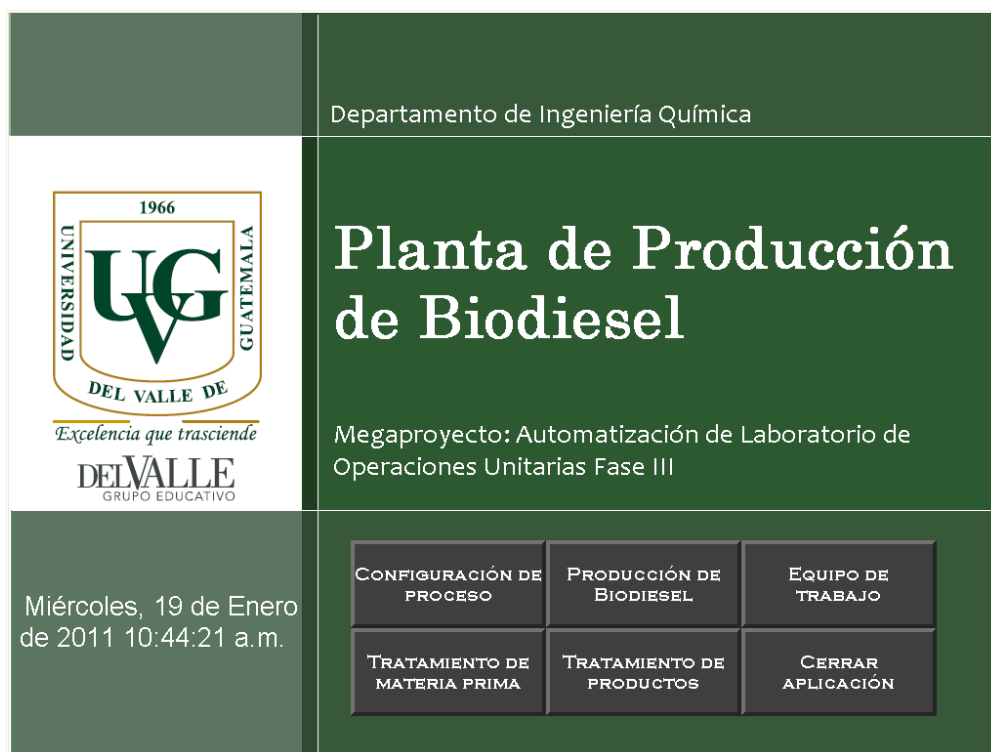 Departamento de Ingeniería Química
1966
UNIVERSIDAD
UVG
GUATEMALA
DEL VALLE DE
Excelencia que trasciende
DEL VALLE
GRUPO EDUCATIVO
Planta de Producción
de Biodiesel
Megaproyecto: Automatización de Laboratorio de
Operaciones Unitarias Fase III
Miércoles, 19 de Enero
de 2011 10:44:21 a.m.
CONFIGURACIÓN DE
PROCESO
PRODUCCIÓN DE
BIODIESEL
EQUIPO DE
TRABAJO
TRATAMIENTO DE
MATERIA PRIMA
TRATAMIENTO DE
PRODUCTOS
CERRAR
APLICACIÓN